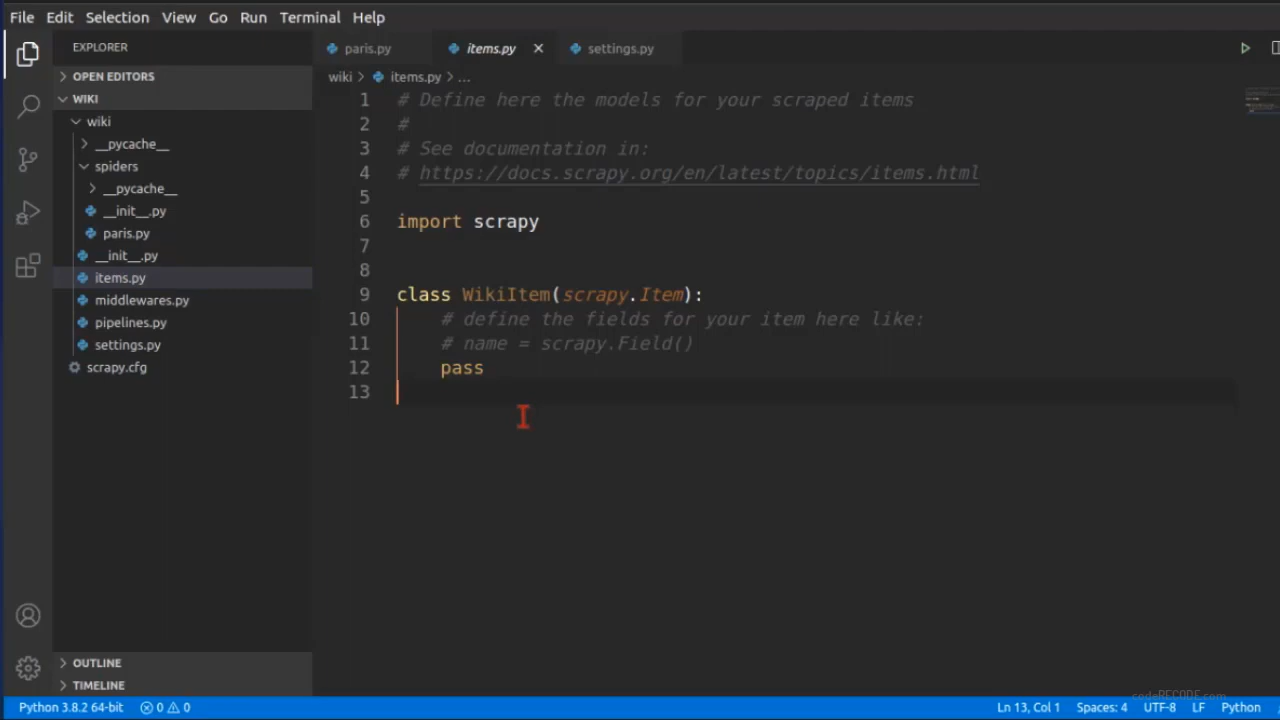 File Edit Selection View Go Run Terminal Help
EXPLORER
OPEN EDITORS
WIKI
wiki
__pycache__
spiders
__pycache__
__init__.py
paris.py
__init__.py
items.py
middlewares.py
pipelines.py
settings.py
scrapy.cfg
OUTLINE
TIMELINE
paris.py items.py settings.py
wiki > items.py > ...
1 # Define here the models for your scraped items
2 #
3 # See documentation in:
4 # https://docs.scrapy.org/en/latest/topics/items.html
5
6 import scrapy
7
8
9 class WikiItem(scrapy.Item):
10 # define the fields for your item here like:
11 # name = scrapy.Field()
12 pass
13
codeRECODE.com
Python 3.8.2 64-bit 0 0 Ln 13, Col 1 Spaces: 4 UTF-8 LF Python